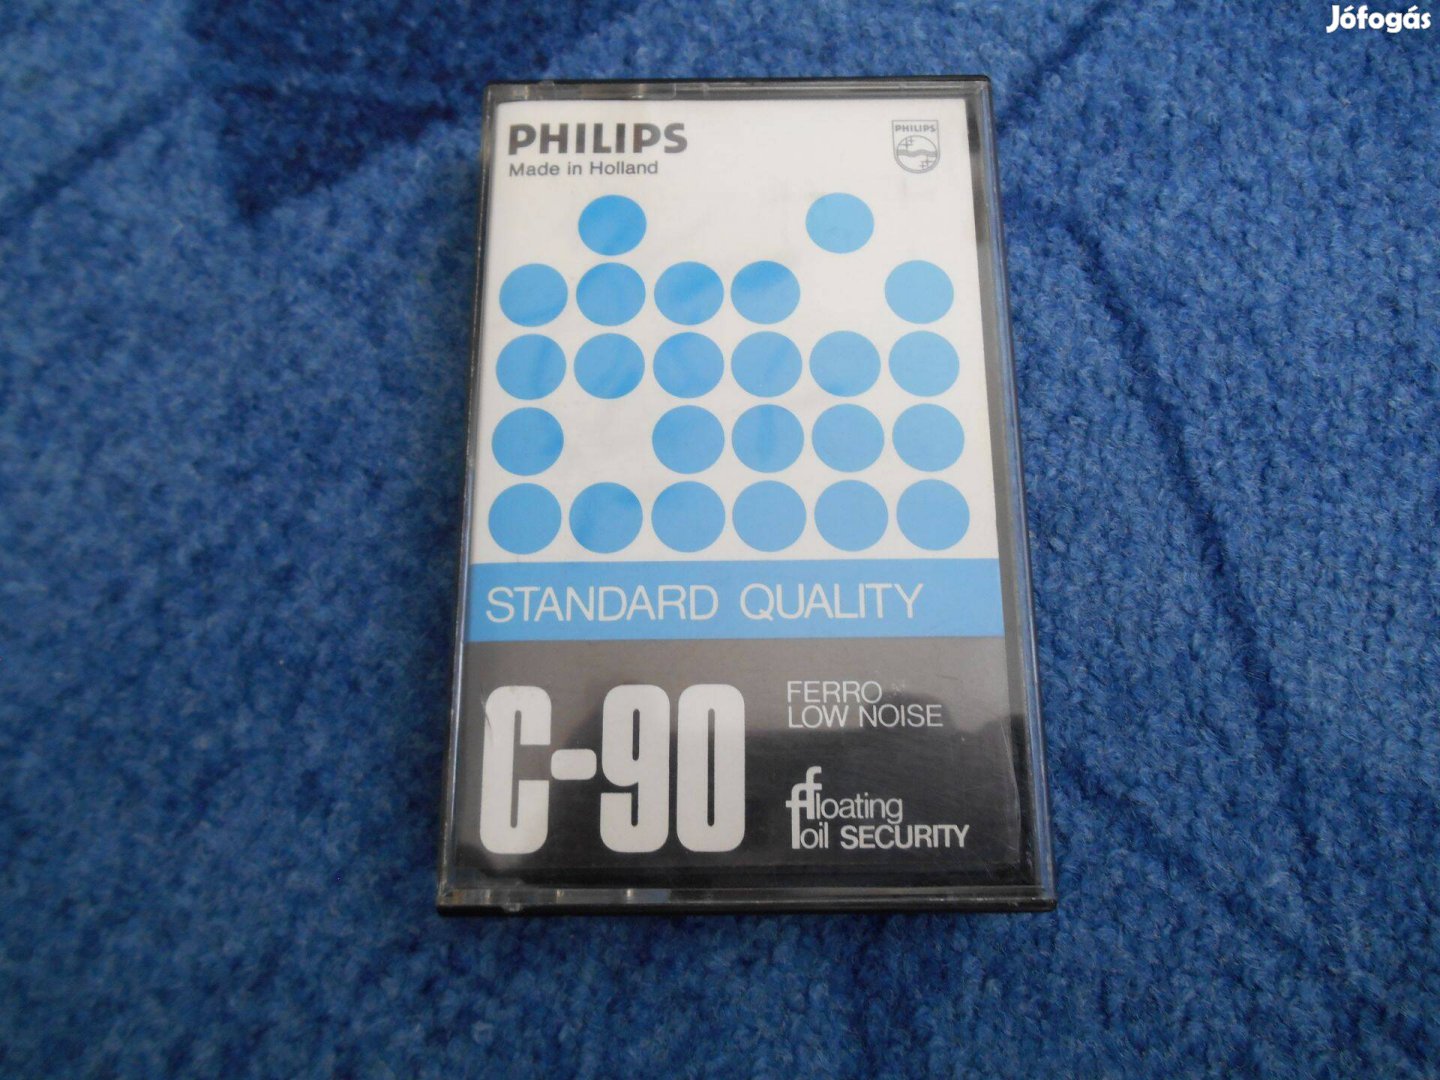 Jófogás
PHILIPS
Made in Holland
PHILIPS
STANDARD QUALITY
C-90
FERRO
LOW NOISE
floating
foil SECURITY